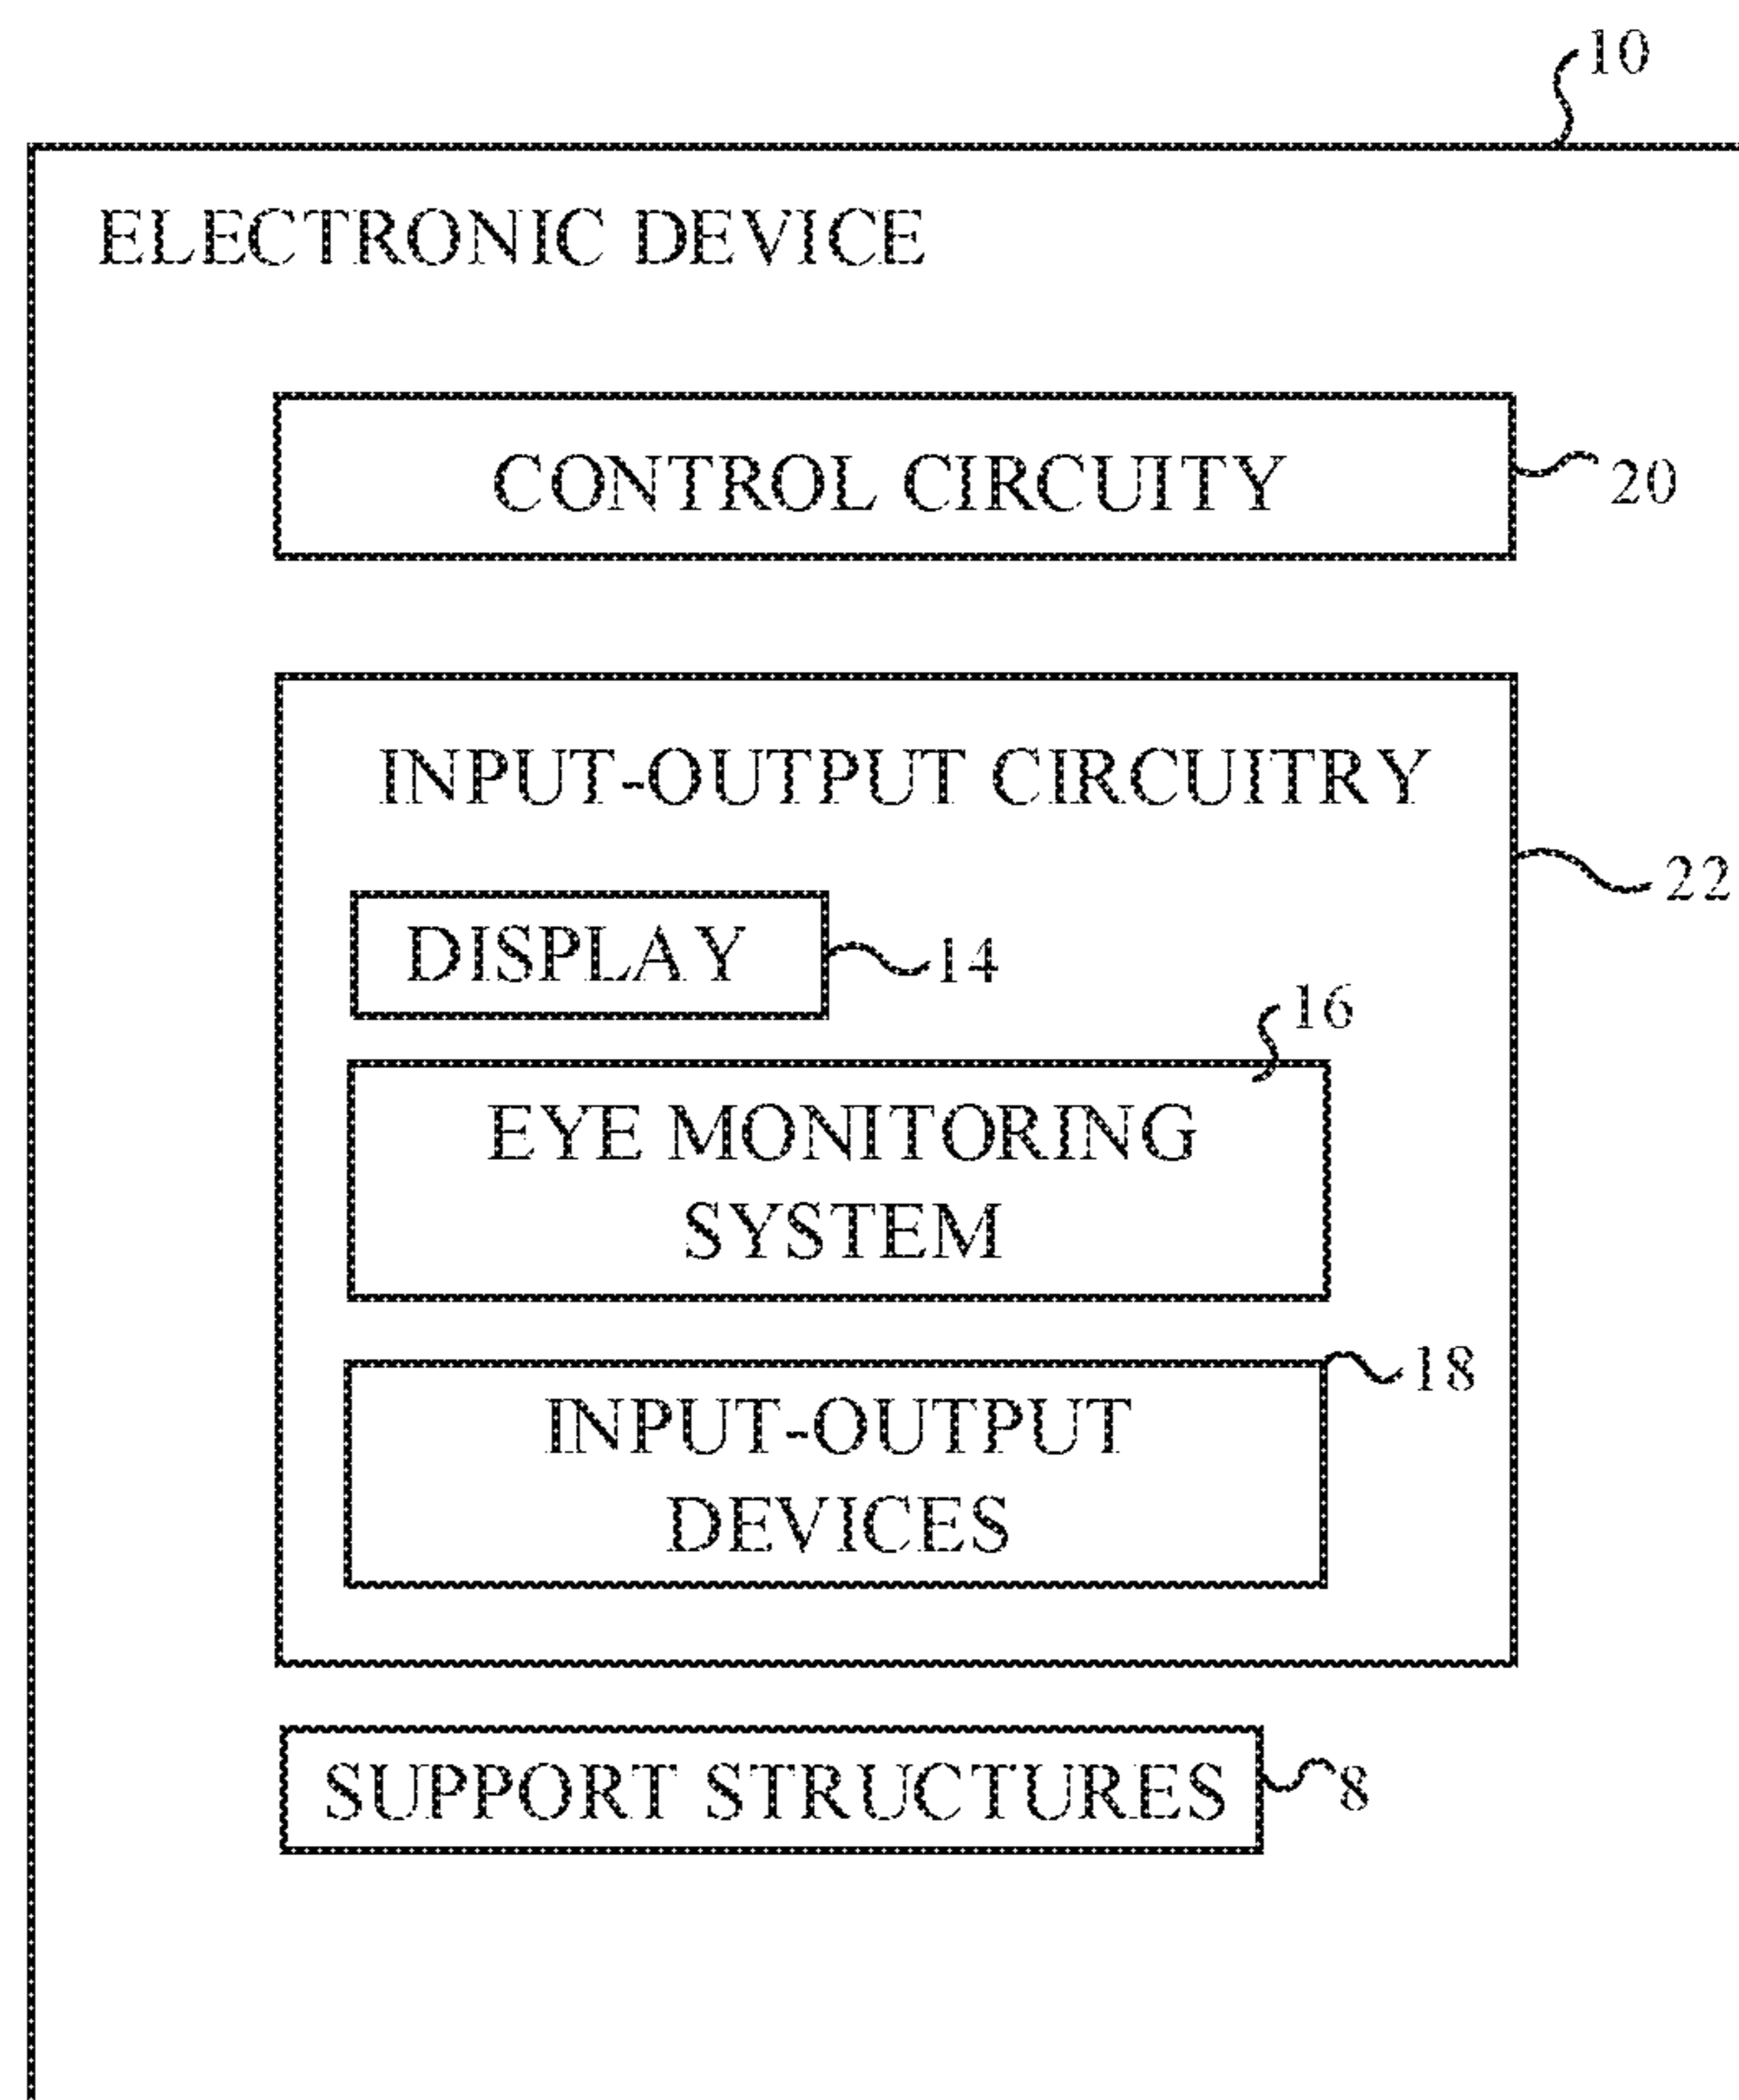 10
ELECTRONIC DEVICE
CONTROL CIRCUITY
20
INPUT-OUTPUT CIRCUITRY
22
DISPLAY
14
16
EYE MONITORING
SYSTEM
18
INPUT-OUTPUT
DEVICES
SUPPORT STRUCTURES
8